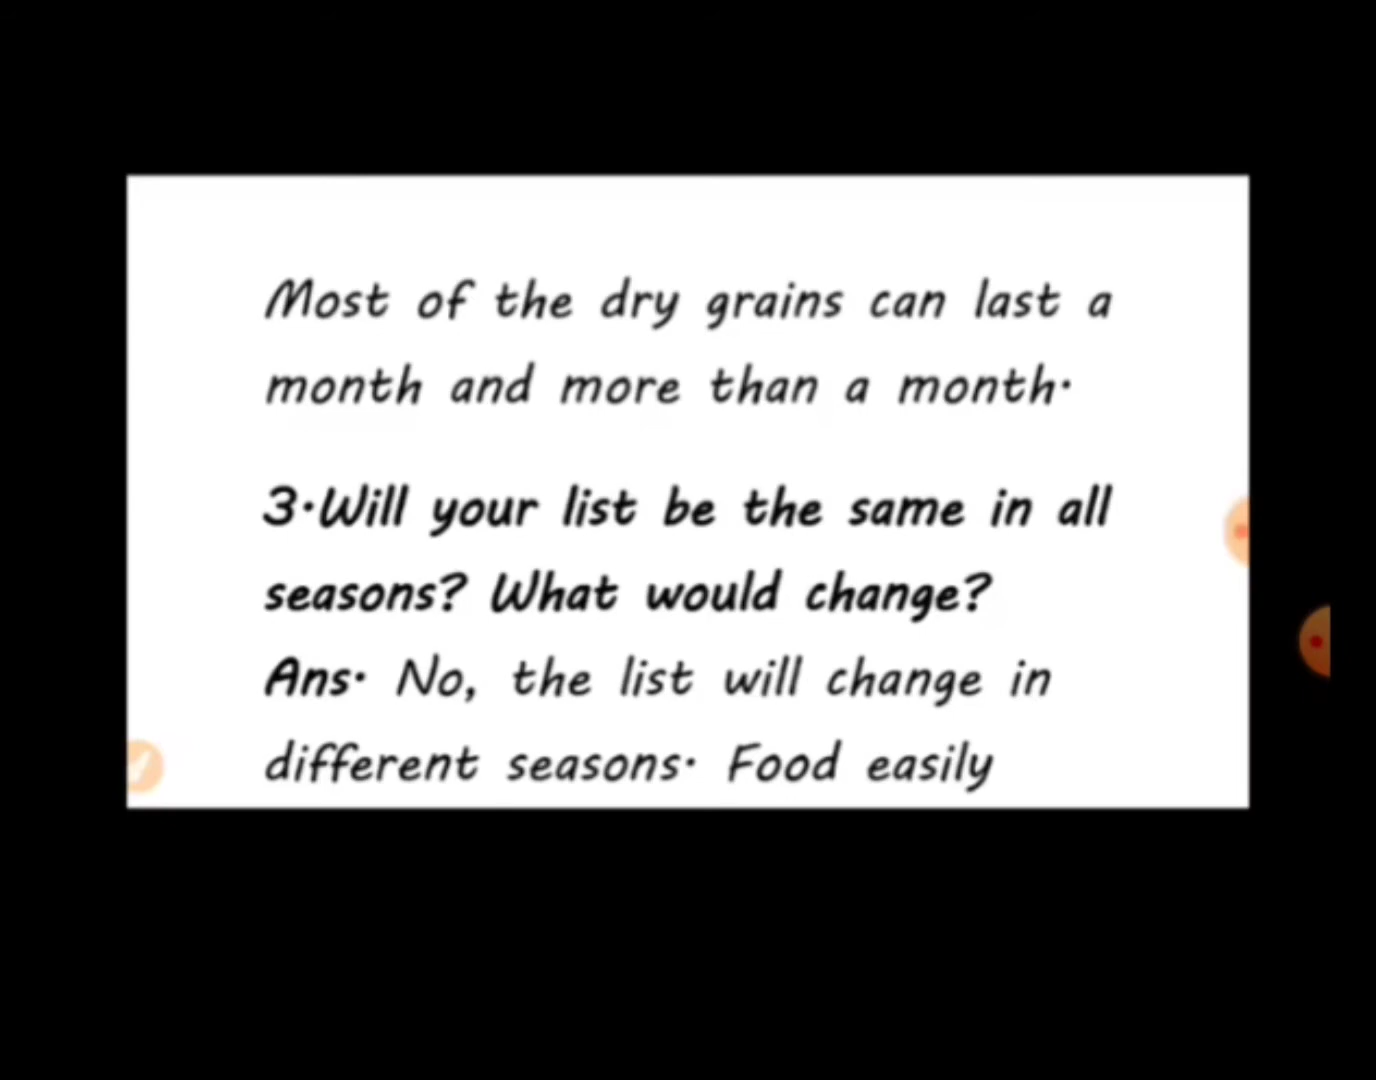 Most of the dry grains can last a
month and more than a month.
3.Will your list be the same in all
seasons? What would change?
Ans. No, the list will change in
different seasons. Food easily